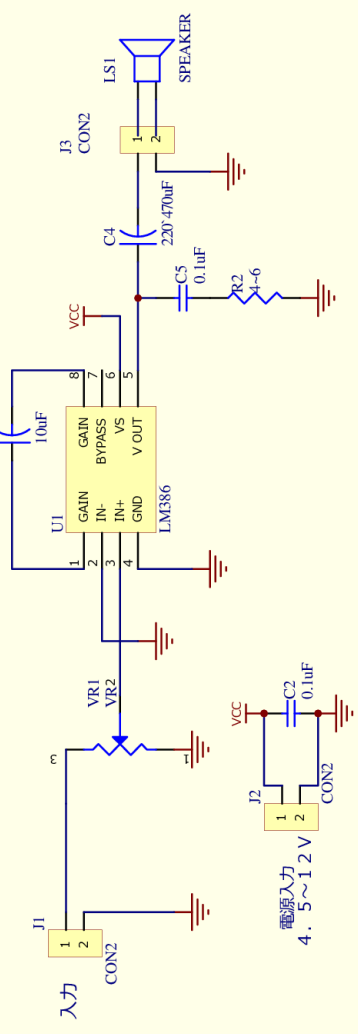 LS1
SPEAKER
J3
CON2
1
2
C4
220~470uF
C5
0.1uF
R2
4~6
VCC
10uF
U1
LM386
GAIN
IN-
IN+
GND
GAIN
BYPASS
VS
V OUT
1
2
3
4
8
7
6
5
VR1
VR2
3
1
J1
CON2
1
2
入力
VCC
C2
0.1uF
J2
CON2
1
2
電源入力
4. 5～12V